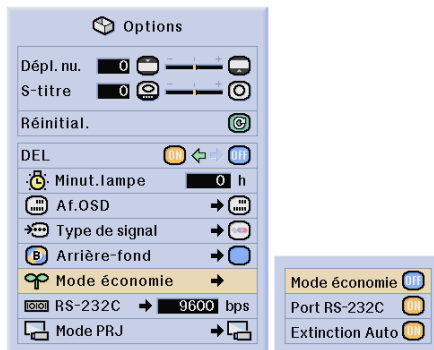 Options
Dépl. nu. 0 - +
S-titre 0 - +
Réinitial.
DEL ON OFF
Minut.lampe 0 h
Af.OSD
Type de signal
B Arrière-fond
Mode économie
RS-232C 9600 bps
Mode PRJ
Mode économie OFF
Port RS-232C ON
Extinction Auto ON